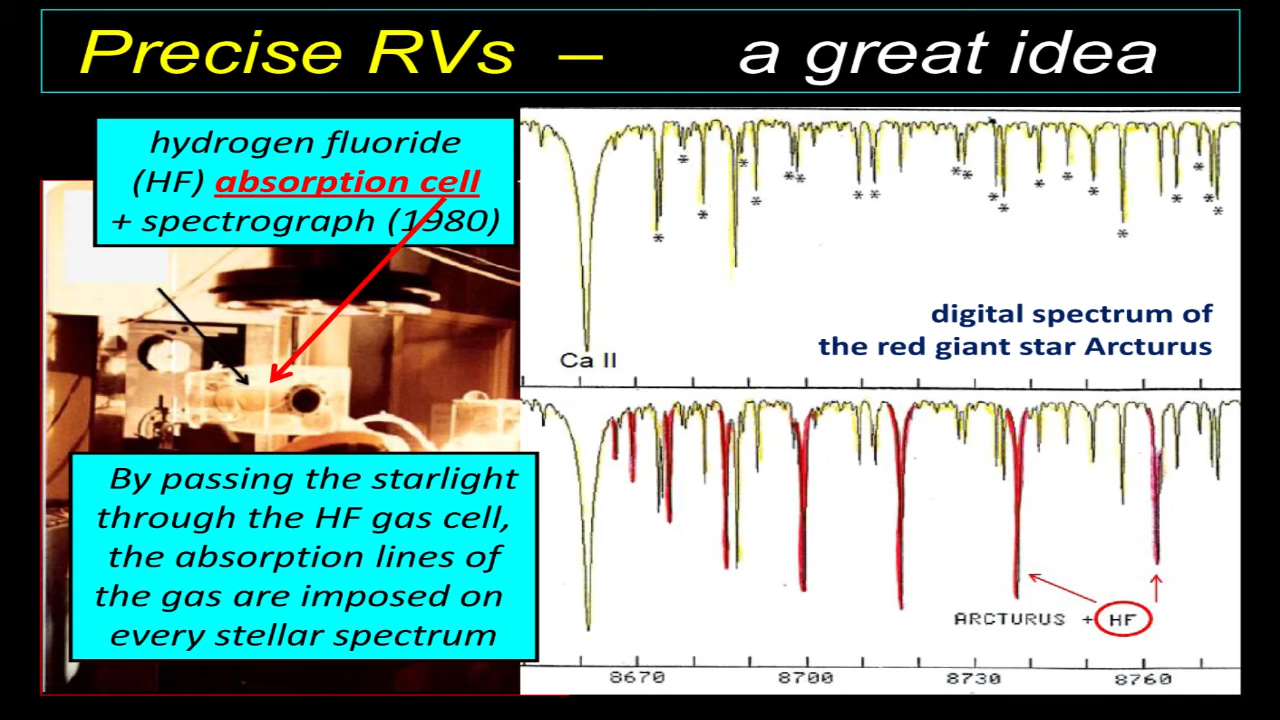 Precise RVs – a great idea
hydrogen fluoride
(HF) absorption cell
+ spectrograph (1980)
By passing the starlight
through the HF gas cell,
the absorption lines of
the gas are imposed on
every stellar spectrum
* * * * * * * * * * * * * * * * * * * * * *
Ca II
digital spectrum of
the red giant star Arcturus
ARCTURUS + HF
8670 8700 8730 8760